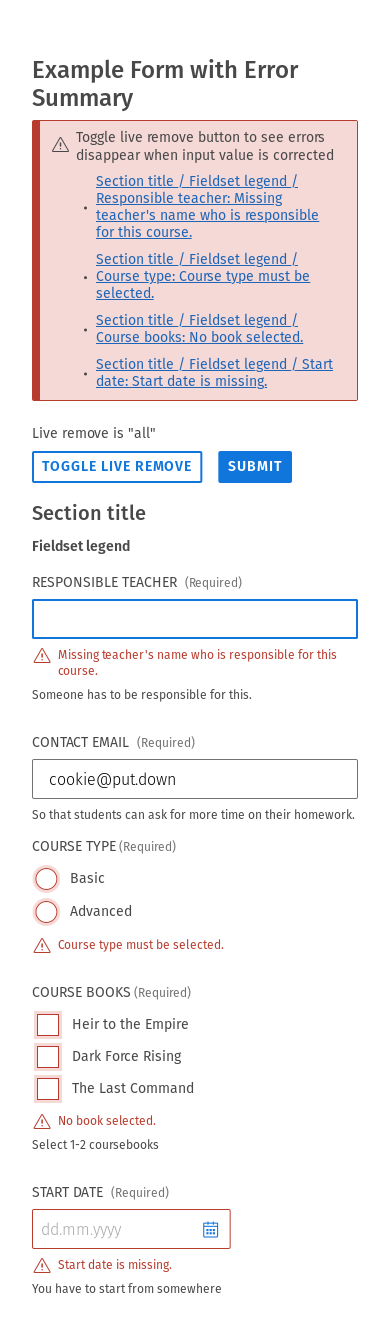 Example Form with Error
Summary
Toggle live remove button to see errors
disappear when input value is corrected
Section title / Fieldset legend /
Responsible teacher: Missing
teacher's name who is responsible
for this course.
Section title / Fieldset legend /
Course type: Course type must be
selected.
Section title / Fieldset legend /
Course books: No book selected.
Section title / Fieldset legend / Start
date: Start date is missing.
Live remove is "all"
TOGGLE LIVE REMOVE SUBMIT
Section title
Fieldset legend
RESPONSIBLE TEACHER (Required)
Missing teacher's name who is responsible for this
course.
Someone has to be responsible for this.
CONTACT EMAIL (Required)
cookie@put.down
So that students can ask for more time on their homework.
COURSE TYPE (Required)
Basic
Advanced
Course type must be selected.
COURSE BOOKS (Required)
Heir to the Empire
Dark Force Rising
The Last Command
No book selected.
Select 1-2 coursebooks
START DATE (Required)
dd.mm.yyyy
Start date is missing.
You have to start from somewhere